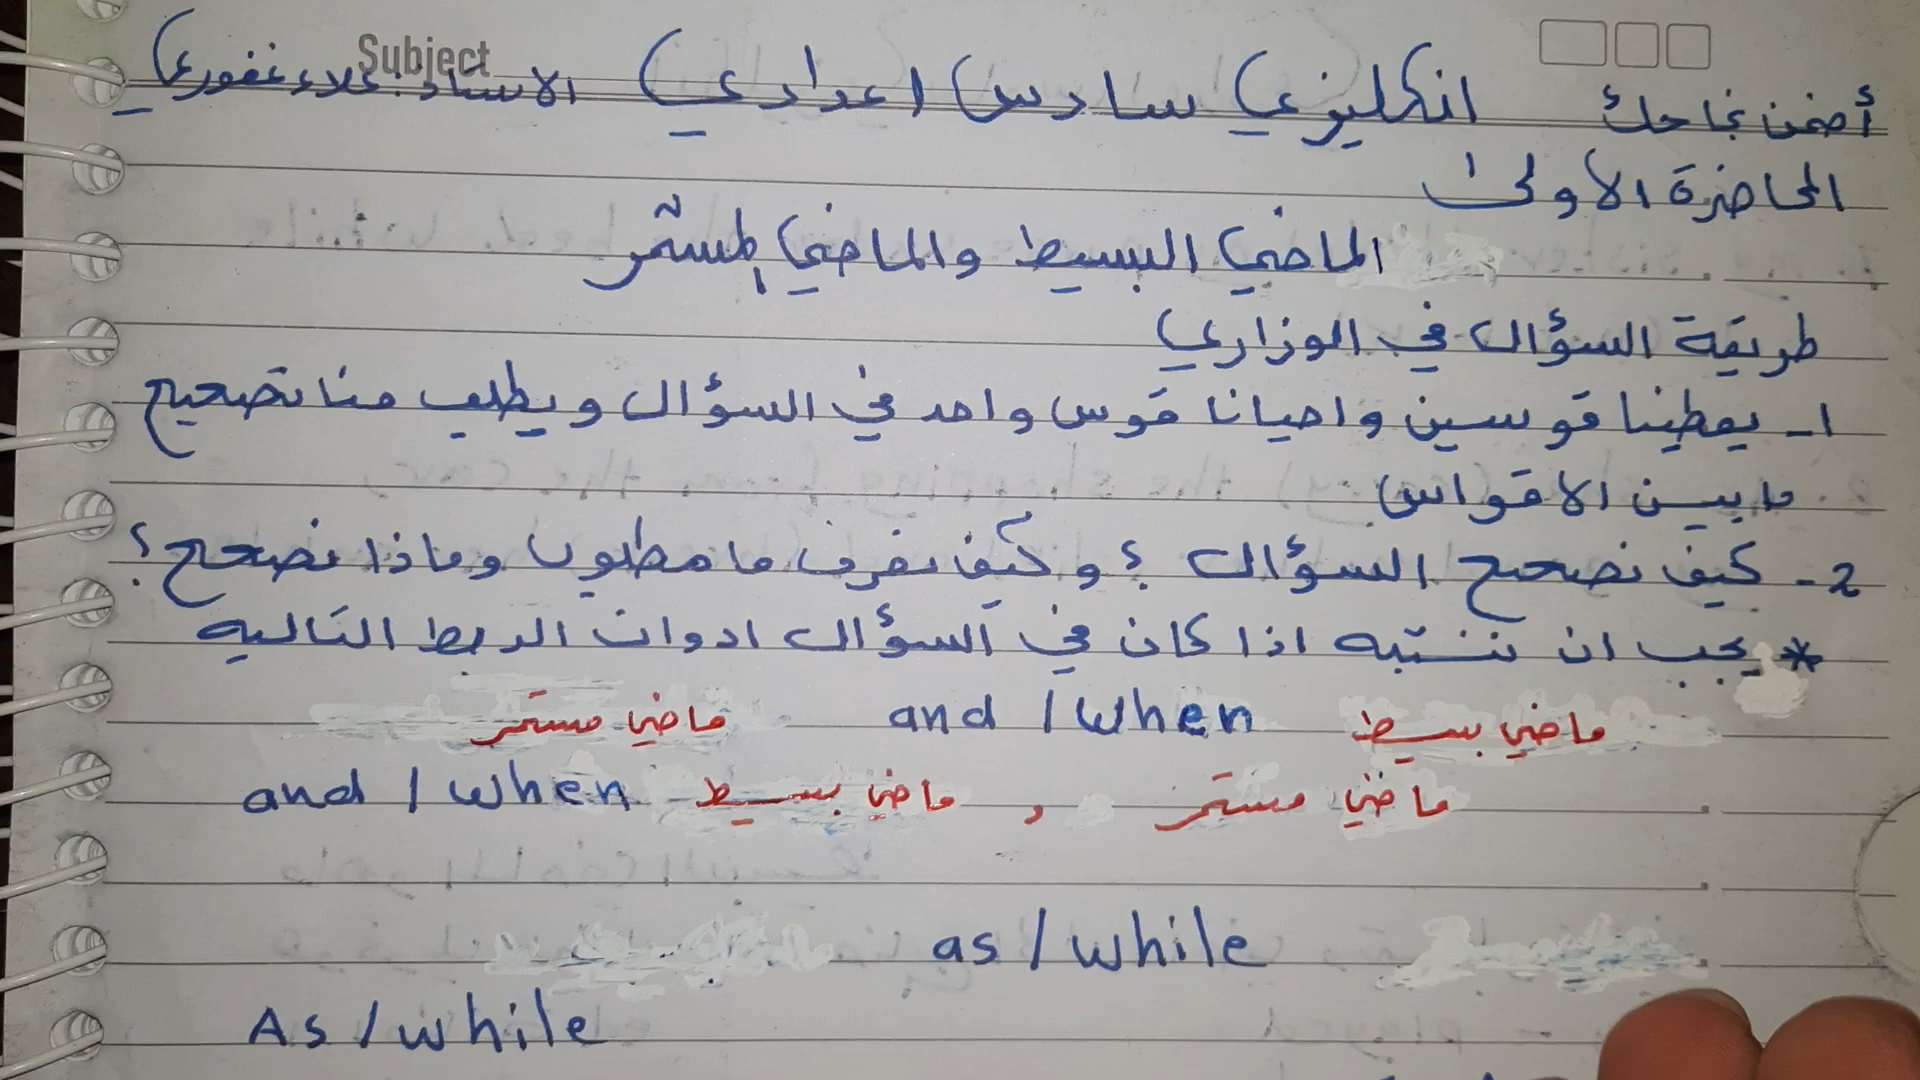 Subject
أضمن نجاحك انكليزي سادس اعدادي الاستاذ علاء غفوري
المحاضرة الأولى
الماضي البسيط والماضي المستمر
طريقة السؤال في الوزاري
1- يعطينا قوسين واحيانا قوس واحد في السؤال ويطلب منا تصحيح
مابين الاقواس
2- كيف نصحح السؤال ؟ وكيف نعرف ما مطلوب وماذا نصحح ؟
* يجب ان ننتبه اذا كان في السؤال ادوات الربط التاليه
ماضي بسيط and / when ماضي مستمر
ماضي مستمر , ماضي بسيط and / when
as / while
As / while